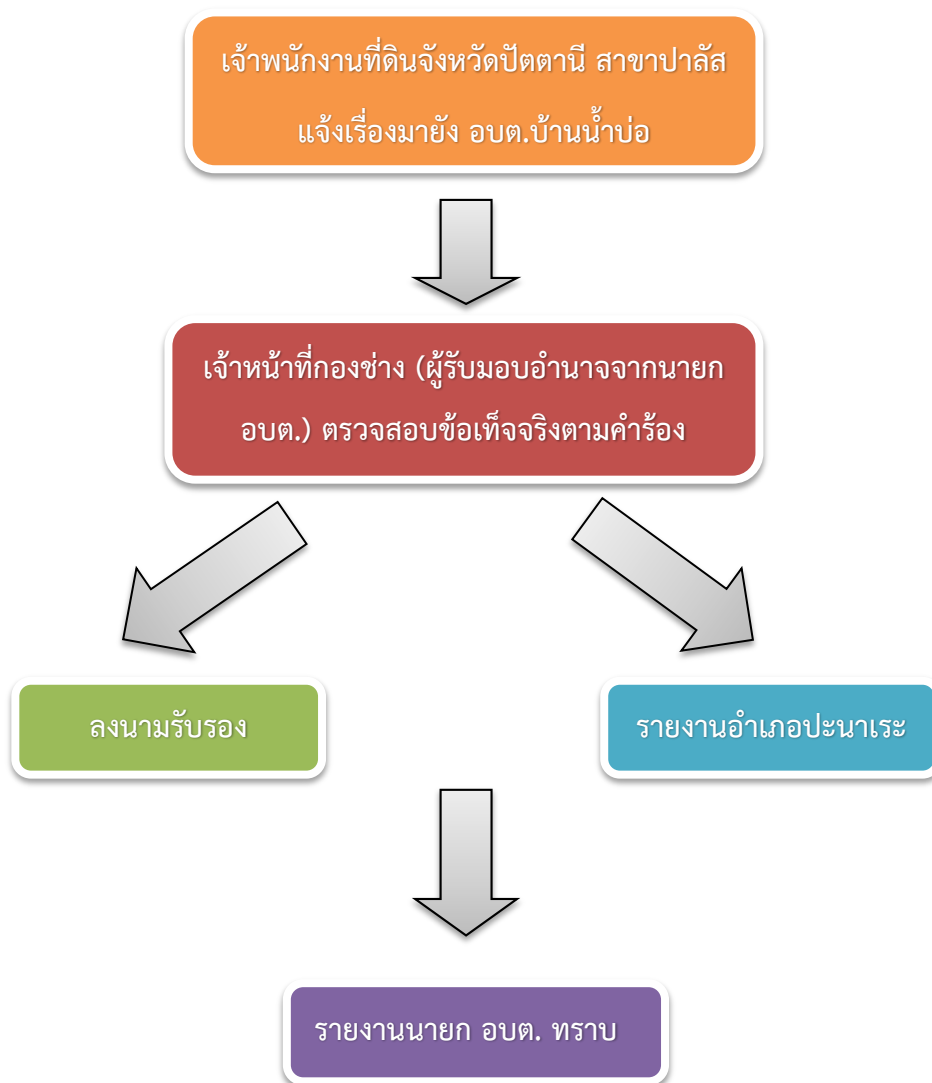 เจ้าพนักงานที่ดินจังหวัดปัตตานี สาขาปาลัส
แจ้งเรื่องมายัง อบต.บ้านน้ำบ่อ
เจ้าหน้าที่กองช่าง (ผู้รับมอบอำนาจจากนายก
อบต.) ตรวจสอบข้อเท็จจริงตามคำร้อง
ลงนามรับรอง
รายงานอำเภอปะนาเระ
รายงานนายก อบต. ทราบ